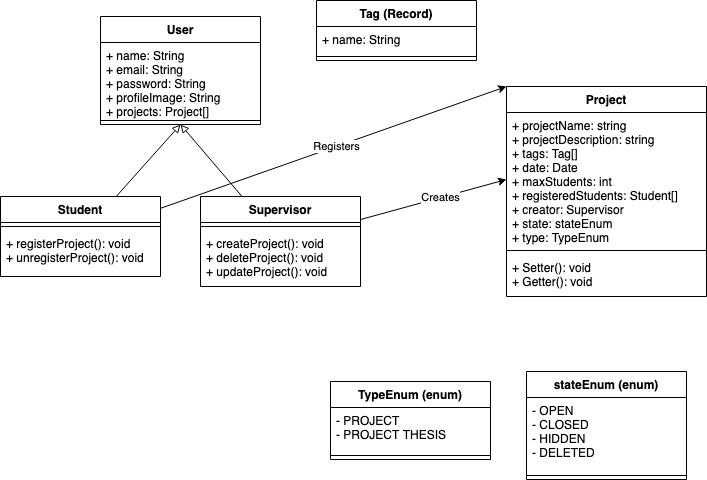 User
+ name: String
+ email: String
+ password: String
+ profileImage: String
+ projects: Project[]
Tag (Record)
+ name: String
Registers
Project
+ projectName: string
+ projectDescription: string
+ tags: Tag[]
+ date: Date
+ maxStudents: int
+ registeredStudents: Student[]
+ creator: Supervisor
+ state: stateEnum
+ type: TypeEnum
+ Setter(): void
+ Getter(): void
Creates
Student
+ registerProject(): void
+ unregisterProject(): void
Supervisor
+ createProject(): void
+ deleteProject(): void
+ updateProject(): void
TypeEnum (enum)
- PROJECT
- PROJECT THESIS
stateEnum (enum)
- OPEN
- CLOSED
- HIDDEN
- DELETED